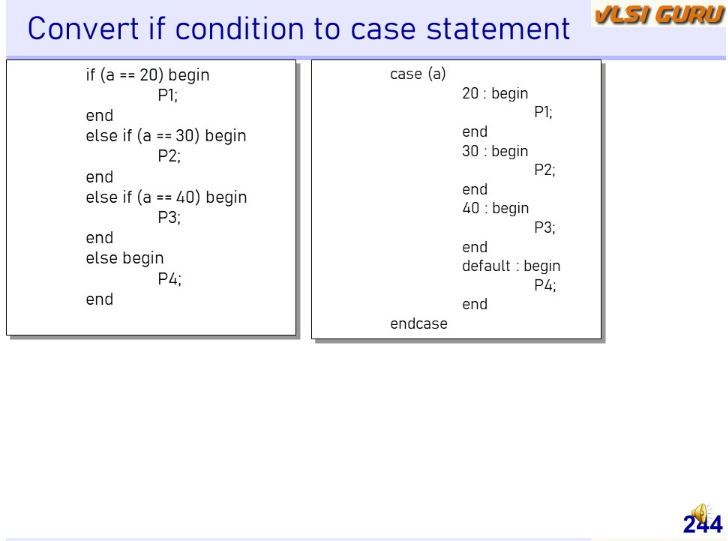 Convert if condition to case statement
VLSI GURU
if (a == 20) begin
P1;
end
else if (a == 30) begin
P2;
end
else if (a == 40) begin
P3;
end
else begin
P4;
end
case (a)
20 : begin
P1;
end
30 : begin
P2;
end
40 : begin
P3;
end
default : begin
P4;
end
endcase
244